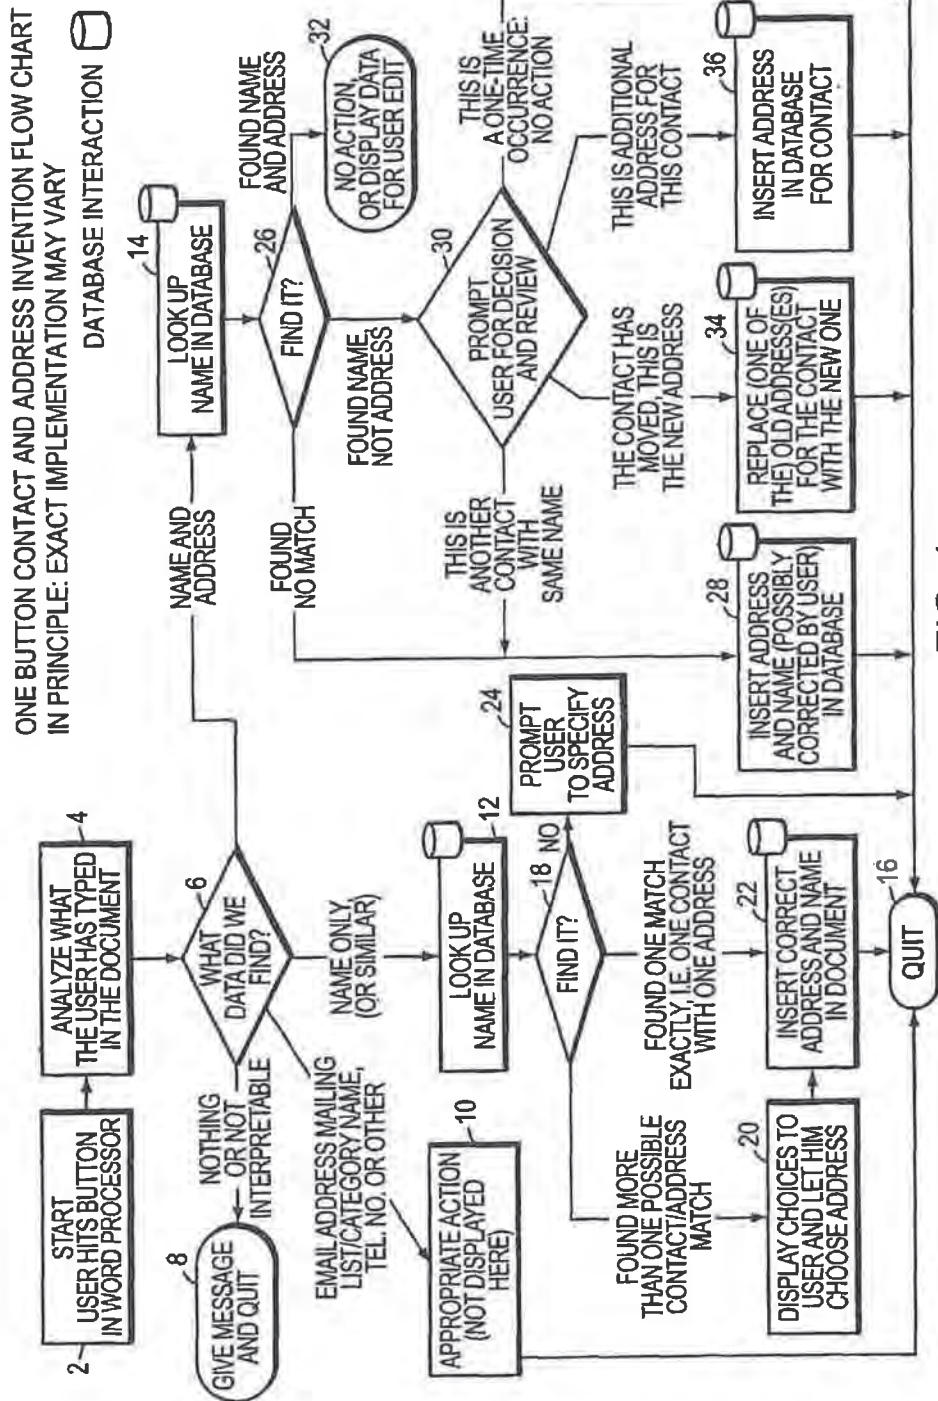 ONE BUTTON CONTACT AND ADDRESS INVENTION FLOW CHART
IN PRINCIPLE: EXACT IMPLEMENTATION MAY VARY
DATABASE INTERACTION
2
START
USER HITS BUTTON
IN WORD PROCESSOR
4
ANALYZE WHAT
THE USER HAS TYPED
IN THE DOCUMENT
6
WHAT
DATA DID WE
FIND?
NOTHING
OR NOT
INTERPRETABLE
8
GIVE MESSAGE
AND QUIT
EMAIL ADDRESS MAILING
LIST/CATEGORY NAME,
TEL. NO. OR OTHER
10
APPROPRIATE ACTION
(NOT DISPLAYED
HERE)
NAME ONLY,
(OR SIMILAR)
12
LOOK UP
NAME IN DATABASE
NAME AND
ADDRESS
14
LOOK UP
NAME IN DATABASE
18
FIND IT?
NO
24
PROMPT
USER
TO SPECIFY
ADDRESS
FOUND MORE
THAN ONE POSSIBLE
CONTACT/ADDRESS
MATCH
FOUND ONE MATCH
EXACTLY, I.E. ONE CONTACT
WITH ONE ADDRESS
20
DISPLAY CHOICES TO
USER AND LET HIM
CHOOSE ADDRESS
22
INSERT CORRECT
ADDRESS AND NAME
IN DOCUMENT
16
QUIT
26
FIND IT?
FOUND
NO MATCH
FOUND NAME
NOT ADDRESS
FOUND NAME
AND ADDRESS
32
NO ACTION,
OR DISPLAY DATA
FOR USER EDIT
30
PROMPT
USER FOR DECISION
AND REVIEW
THIS IS
ANOTHER
CONTACT
WITH
SAME NAME
THE CONTACT HAS
MOVED, THIS IS
THE NEW ADDRESS
THIS IS ADDITIONAL
ADDRESS FOR
THIS CONTACT
THIS IS
A ONE-TIME
OCCURRENCE:
NO ACTION
28
INSERT ADDRESS
AND NAME (POSSIBLY
CORRECTED BY USER)
IN DATABASE
34
REPLACE (ONE OF
THE) OLD ADDRESS(ES)
FOR THE CONTACT
WITH THE NEW ONE
36
INSERT ADDRESS
IN DATABASE
FOR CONTACT